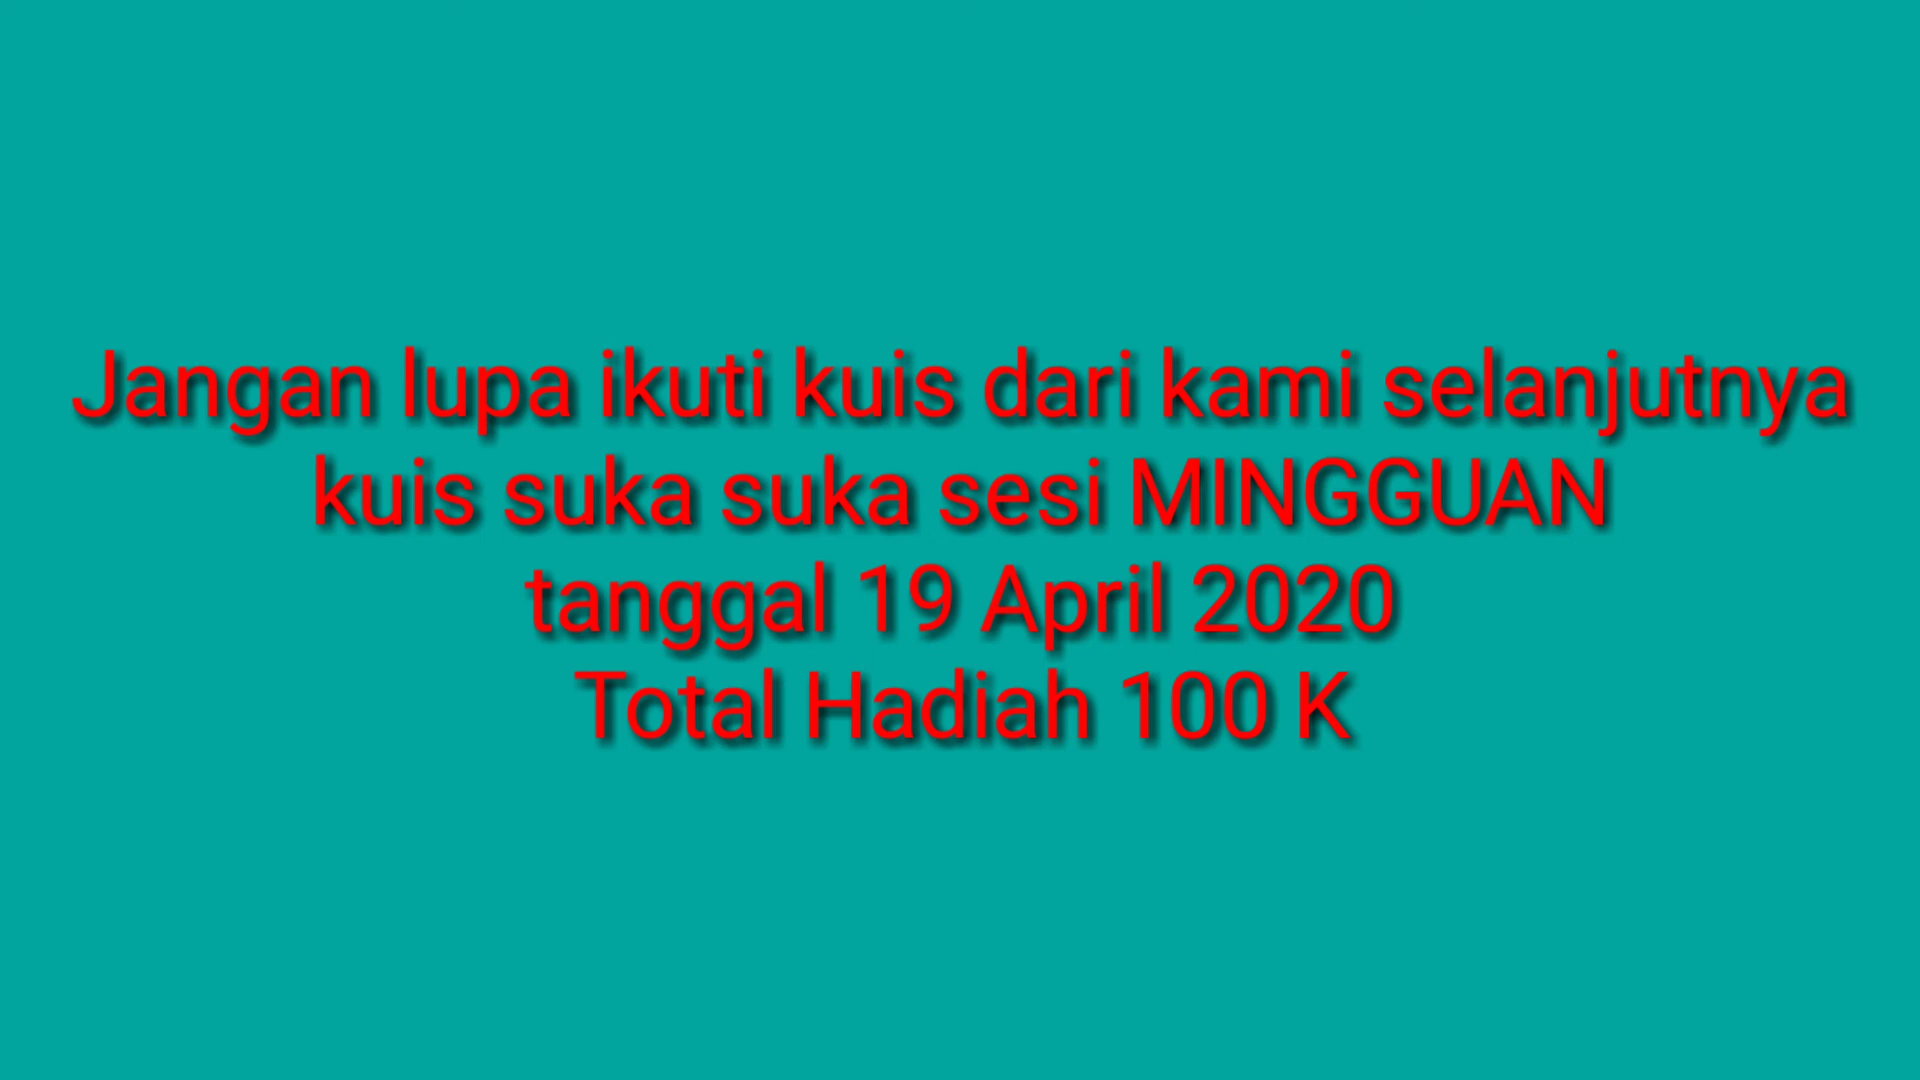 Jangan lupa ikuti kuis dari kami selanjutnya
kuis suka suka sesi MINGGUAN
tanggal 19 April 2020
Total Hadiah 100 K